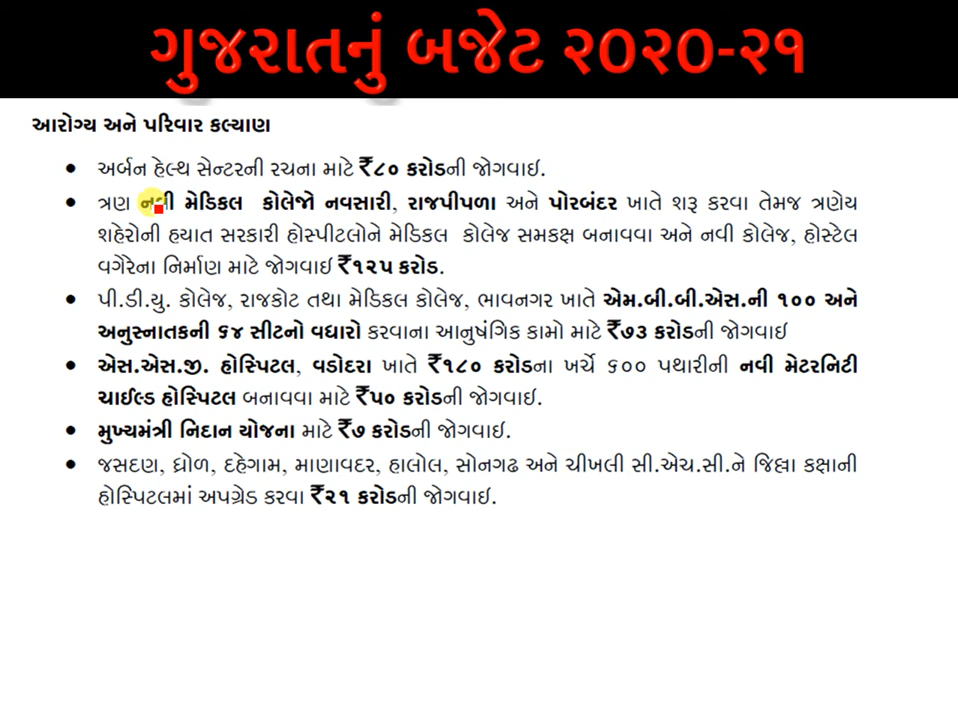 ગુજરાતનું બજેટ ૨૦૨૦-૨૧
આરોગ્ય અને પરિવાર કલ્યાણ
• અર્બન હેલ્થ સેન્ટરની રચના માટે ₹૮૦ કરોડની જોગવાઈ.
• ત્રણ નવી મેડિકલ કોલેજો નવસારી, રાજપીપળા અને પોરબંદર ખાતે શરૂ કરવા તેમજ ત્રણેય
શહેરોની હયાત સરકારી હોસ્પીટલોને મેડિકલ કોલેજ સમકક્ષ બનાવવા અને નવી કોલેજ, હોસ્ટેલ
વગેરેના નિર્માણ માટે જોગવાઈ ₹૧૨૫ કરોડ.
• પી.ડી.યુ. કોલેજ, રાજકોટ તથા મેડિકલ કોલેજ, ભાવનગર ખાતે એમ.બી.બી.એસ.ની ૧૦૦ અને
અનુસ્નાતકની ૬૪ સીટનો વધારો કરવાના આનુષંગિક કામો માટે ₹૭૩ કરોડની જોગવાઈ
• એસ.એસ.જી. હોસ્પિટલ, વડોદરા ખાતે ₹૧૮૦ કરોડના ખર્ચે ૬૦૦ પથારીની નવી મેટરનિટી
ચાઈલ્ડ હોસ્પિટલ બનાવવા માટે ₹૫૦ કરોડની જોગવાઈ.
• મુખ્યમંત્રી નિદાન યોજના માટે ₹૭ કરોડની જોગવાઈ.
• જસદણ, ધ્રોળ, દહેગામ, માણાવદર, હાલોલ, સોનગઢ અને ચીખલી સી.એચ.સી.ને જિલ્લા કક્ષાની
હોસ્પિટલમાં અપગ્રેડ કરવા ₹૨૧ કરોડની જોગવાઈ.